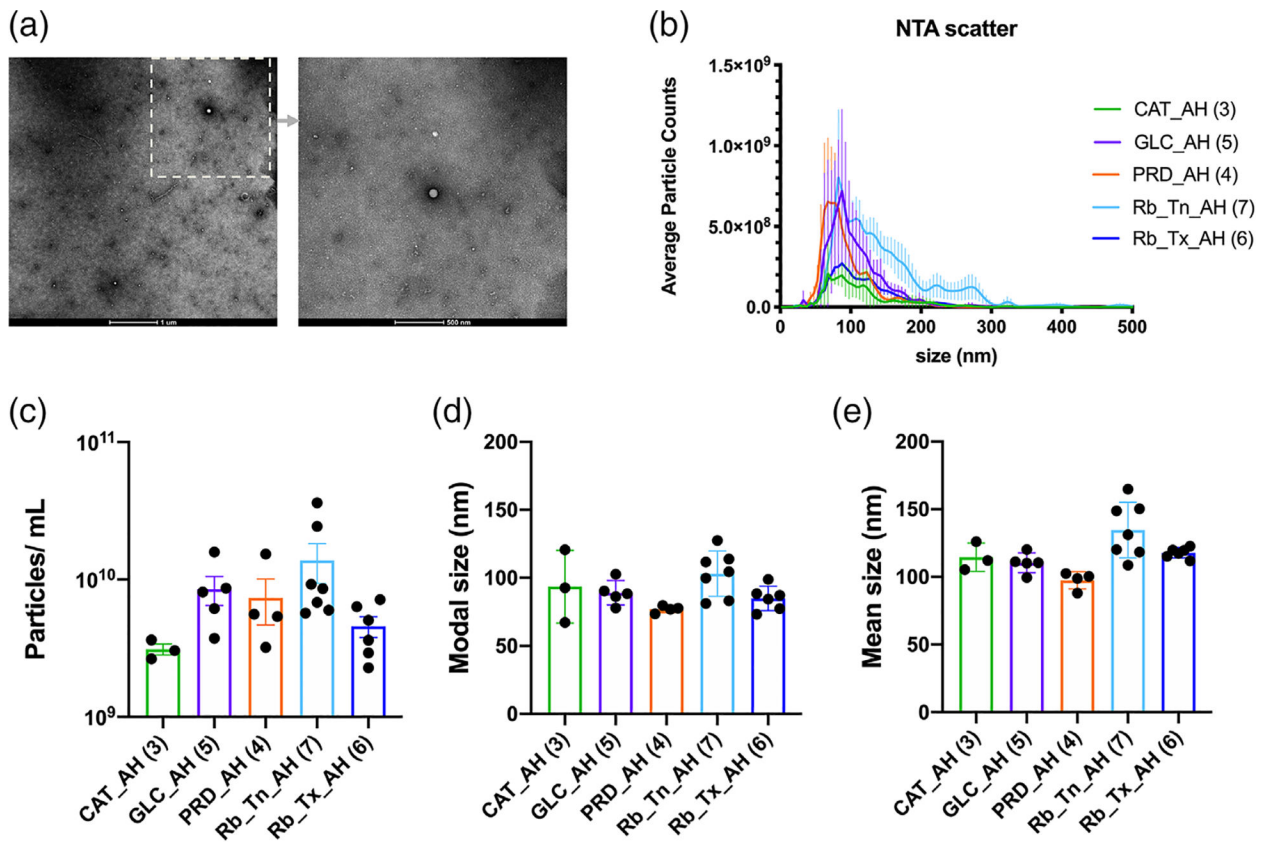 (a)
1 um
500 nm
(b)
NTA scatter
Average Particle Counts
1.5×10⁹
1.0×10⁹
5.0×10⁸
0.0
0 100 200 300 400 500
size (nm)
CAT_AH (3)
GLC_AH (5)
PRD_AH (4)
Rb_Tn_AH (7)
Rb_Tx_AH (6)
(c)
Particles/ mL
10¹¹
10¹⁰
10⁹
CAT_AH (3)
GLC_AH (5)
PRD_AH (4)
Rb_Tn_AH (7)
Rb_Tx_AH (6)
(d)
Modal size (nm)
200
150
100
50
0
CAT_AH (3)
GLC_AH (5)
PRD_AH (4)
Rb_Tn_AH (7)
Rb_Tx_AH (6)
(e)
Mean size (nm)
200
150
100
50
0
CAT_AH (3)
GLC_AH (5)
PRD_AH (4)
Rb_Tn_AH (7)
Rb_Tx_AH (6)